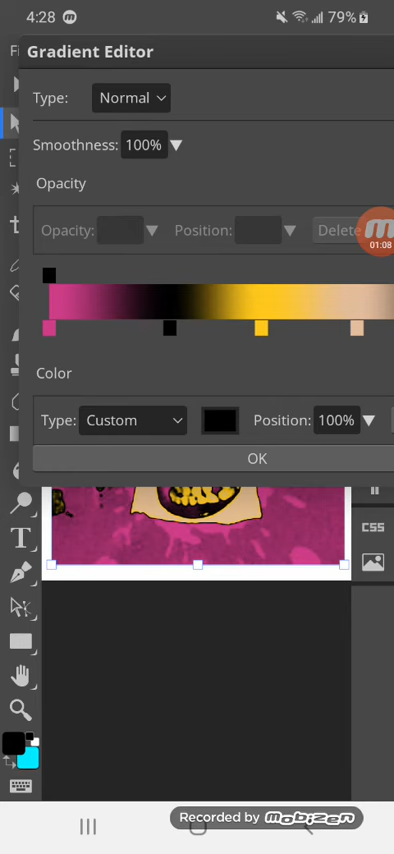 4:28 79%
Fi
Gradient Editor
Type: Normal
Smoothness: 100%
Opacity
Opacity: Position: Delete
01:08
Color
Type: Custom Position: 100%
OK
CSS
T
Recorded by MOBIZEN